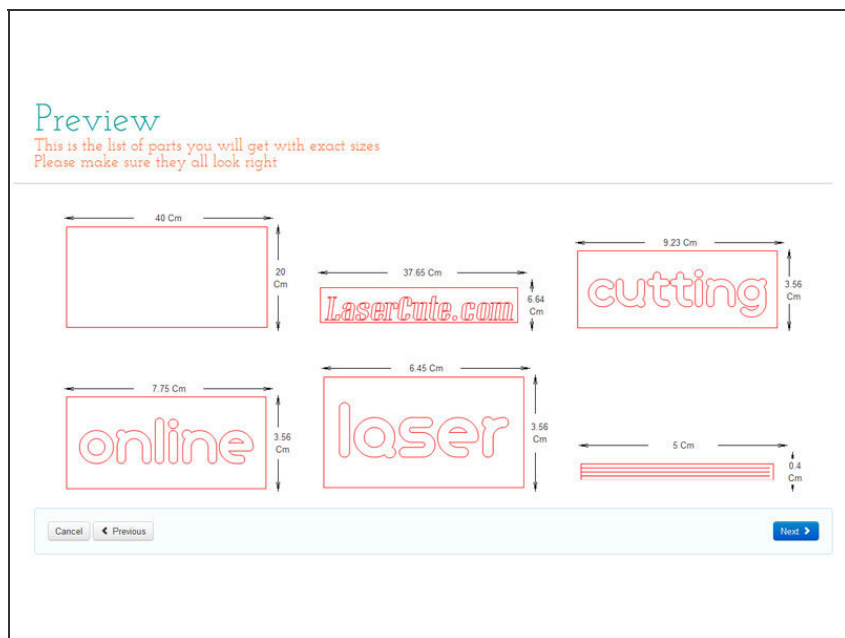 Preview
This is the list of parts you will get with exact sizes
Please make sure they all look right
40 Cm
20
Cm
37.65 Cm
LaserCute.com
6.64
Cm
9.23 Cm
cutting
3.56
Cm
7.75 Cm
online
3.56
Cm
6.45 Cm
laser
3.56
Cm
5 Cm
0.4
Cm
Cancel
Previous
Next